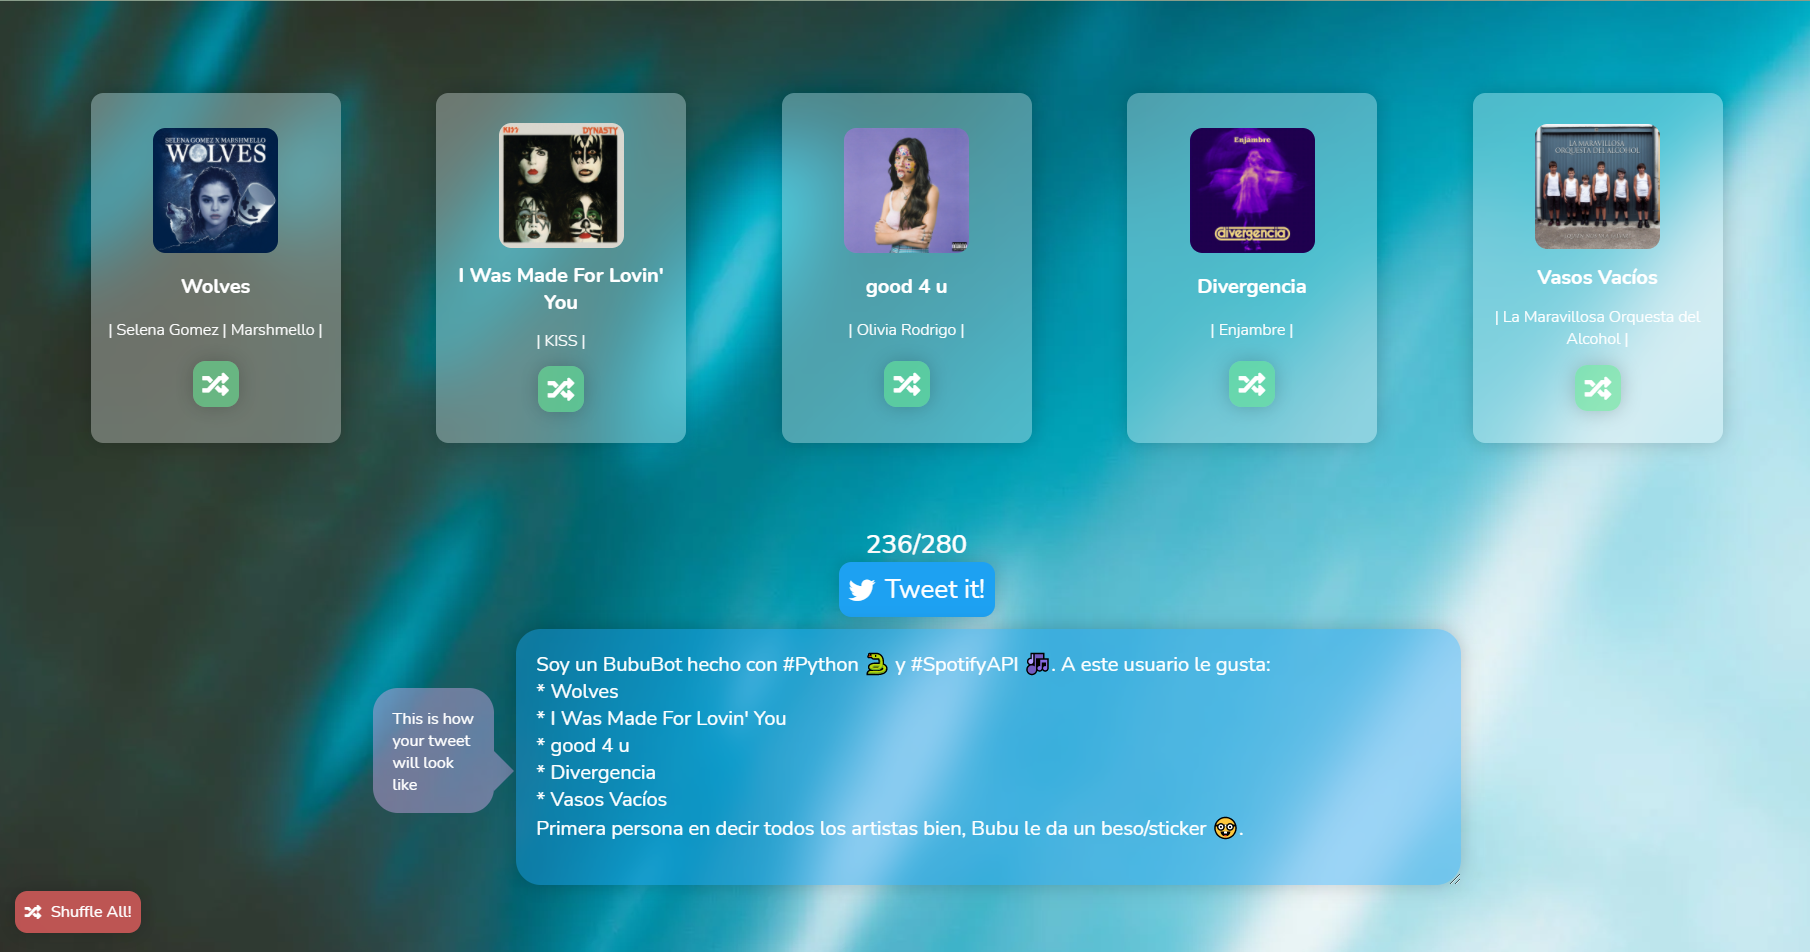 SELENA GOMEZ X MARSHMELLO
WOLVES
Wolves
| Selena Gomez | Marshmello |
KISS DYNASTY
I Was Made For Lovin'
You
| KISS |
good 4 u
| Olivia Rodrigo |
Enjambre
divergencia
Divergencia
| Enjambre |
LA MARAVILLOSA
ORQUESTA DEL ALCOHOL
Vasos Vacíos
| La Maravillosa Orquesta del
Alcohol |
236/280
Tweet it!
This is how
your tweet
will look
like
Soy un BubuBot hecho con #Python 🐍 y #SpotifyAPI 🎶. A este usuario le gusta:
* Wolves
* I Was Made For Lovin' You
* good 4 u
* Divergencia
* Vasos Vacíos
Primera persona en decir todos los artistas bien, Bubu le da un beso/sticker 🤓.
Shuffle All!